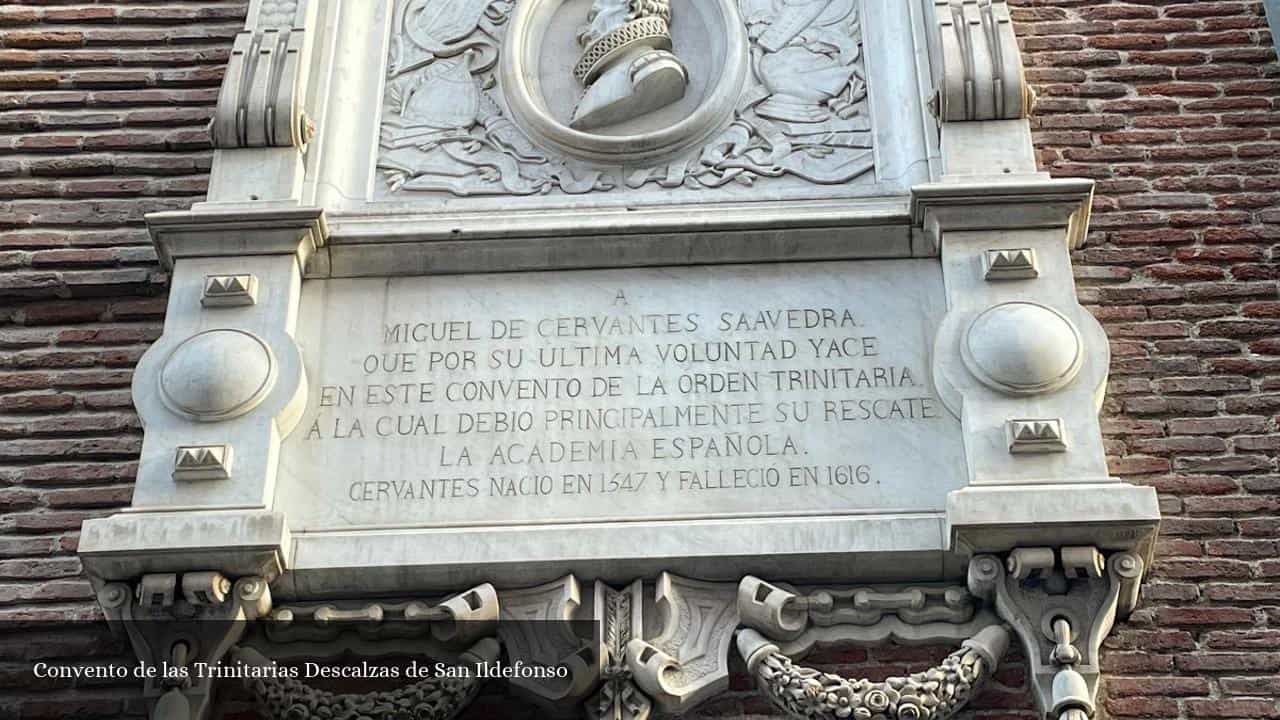 A
MIGUEL DE CERVANTES SAAVEDRA.
QUE POR SU ULTIMA VOLUNTAD YACE
EN ESTE CONVENTO DE LA ORDEN TRINITARIA.
Á LA CUAL DEBIO PRINCIPALMENTE SU RESCATE
LA ACADEMIA ESPAÑOLA.
CERVANTES NACIO EN 1547 Y FALLECIÓ EN 1616.
Convento de las Trinitarias Descalzas de San Ildefonso